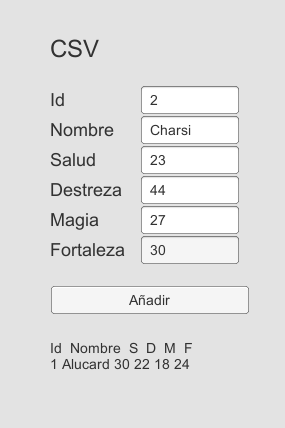 CSV
Id 2
Nombre Charsi
Salud 23
Destreza 44
Magia 27
Fortaleza 30
Añadir
Id Nombre S D M F
1 Alucard 30 22 18 24